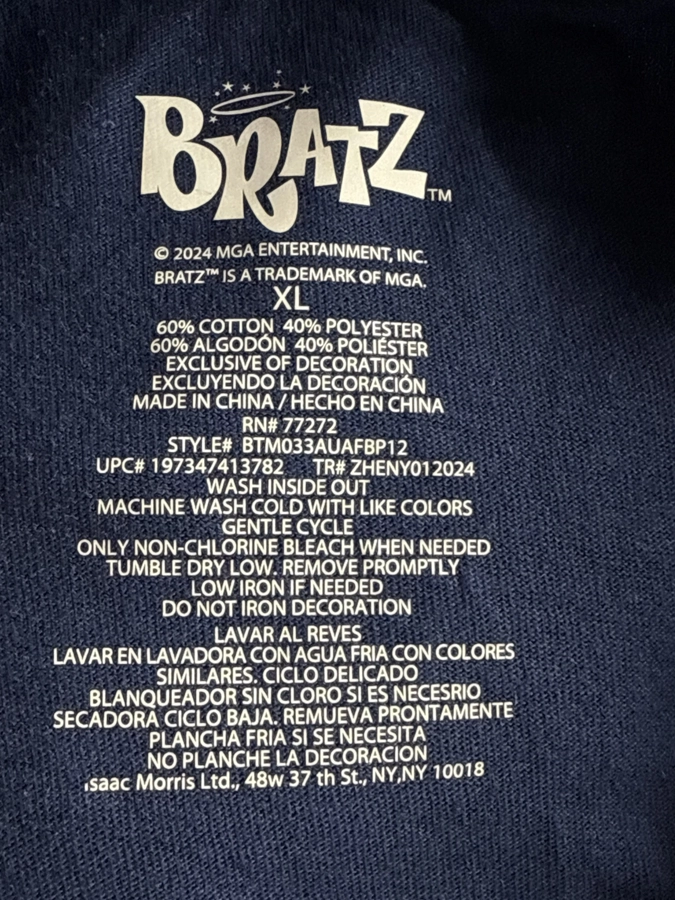 BRATZ™
© 2024 MGA ENTERTAINMENT, INC.
BRATZ™ IS A TRADEMARK OF MGA.
XL
60% COTTON 40% POLYESTER
60% ALGODÓN 40% POLIÉSTER
EXCLUSIVE OF DECORATION
EXCLUYENDO LA DECORACIÓN
MADE IN CHINA / HECHO EN CHINA
RN# 77272
STYLE# BTM033AUAFBP12
UPC# 197347413782 TR# ZHENY012024
WASH INSIDE OUT
MACHINE WASH COLD WITH LIKE COLORS
GENTLE CYCLE
ONLY NON-CHLORINE BLEACH WHEN NEEDED
TUMBLE DRY LOW. REMOVE PROMPTLY
LOW IRON IF NEEDED
DO NOT IRON DECORATION
LAVAR AL REVES
LAVAR EN LAVADORA CON AGUA FRIA CON COLORES
SIMILARES. CICLO DELICADO
BLANQUEADOR SIN CLORO SI ES NECESRIO
SECADORA CICLO BAJA. REMUEVA PRONTAMENTE
PLANCHA FRIA SI SE NECESITA
NO PLANCHE LA DECORACION
Isaac Morris Ltd., 48w 37 th St., NY,NY 10018